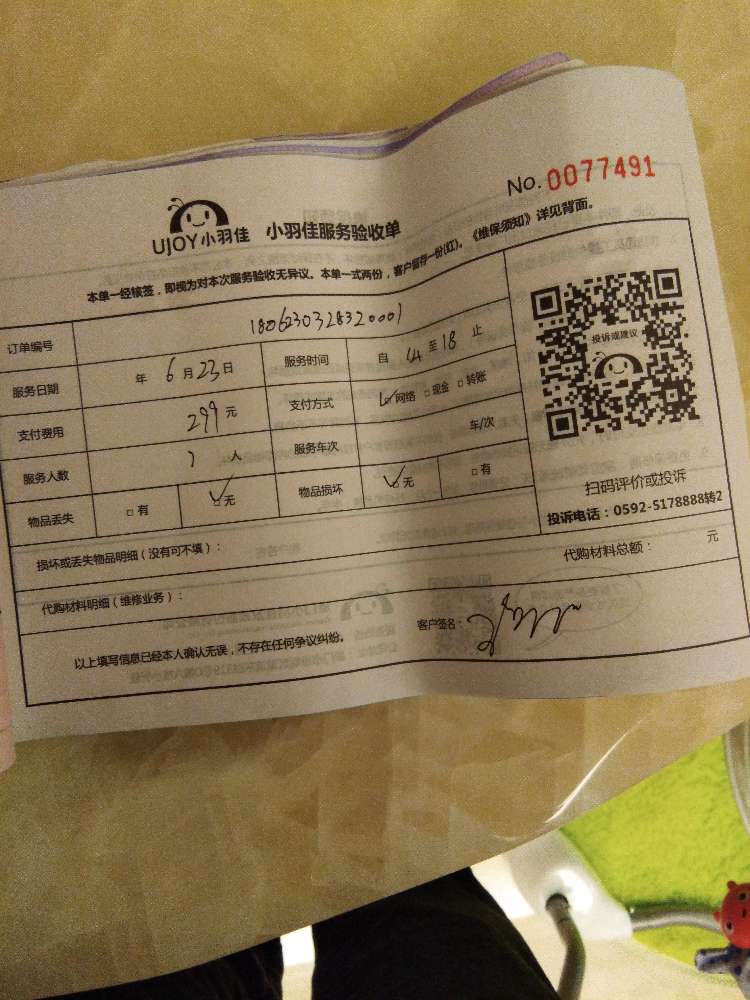 No. 0077491
UJOY小羽佳 小羽佳服务验收单
本单一经核签，即视为对本次服务验收无异议。本单一式两份，客户留存一份(红)。《维保须知》详见背面。
订单编号 1806230328320001
服务日期 年 6 月 23 日 服务时间 自 14 至 18 止
支付费用 299 元 支付方式 ☑网络 □现金 □转账
服务人数 人 服务车次 车/次
物品丢失 □有 ☑无 物品损坏 ☑无 □有
投诉或建议
扫码评价或投诉
投诉电话：0592-5178888转2
损坏或丢失物品明细（没有可不填）：
代购材料明细（维修业务）： 代购材料总额： 元
以上填写信息已经本人确认无误，不存在任何争议纠纷。 客户签名：